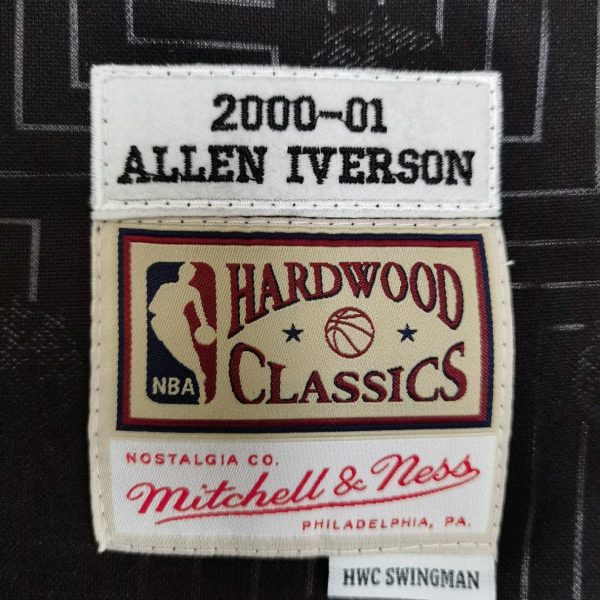 2000-01
ALLEN IVERSON
NBA
HARDWOOD
CLASSICS
NOSTALGIA CO.
Mitchell & Ness
PHILADELPHIA, PA.
HWC SWINGMAN